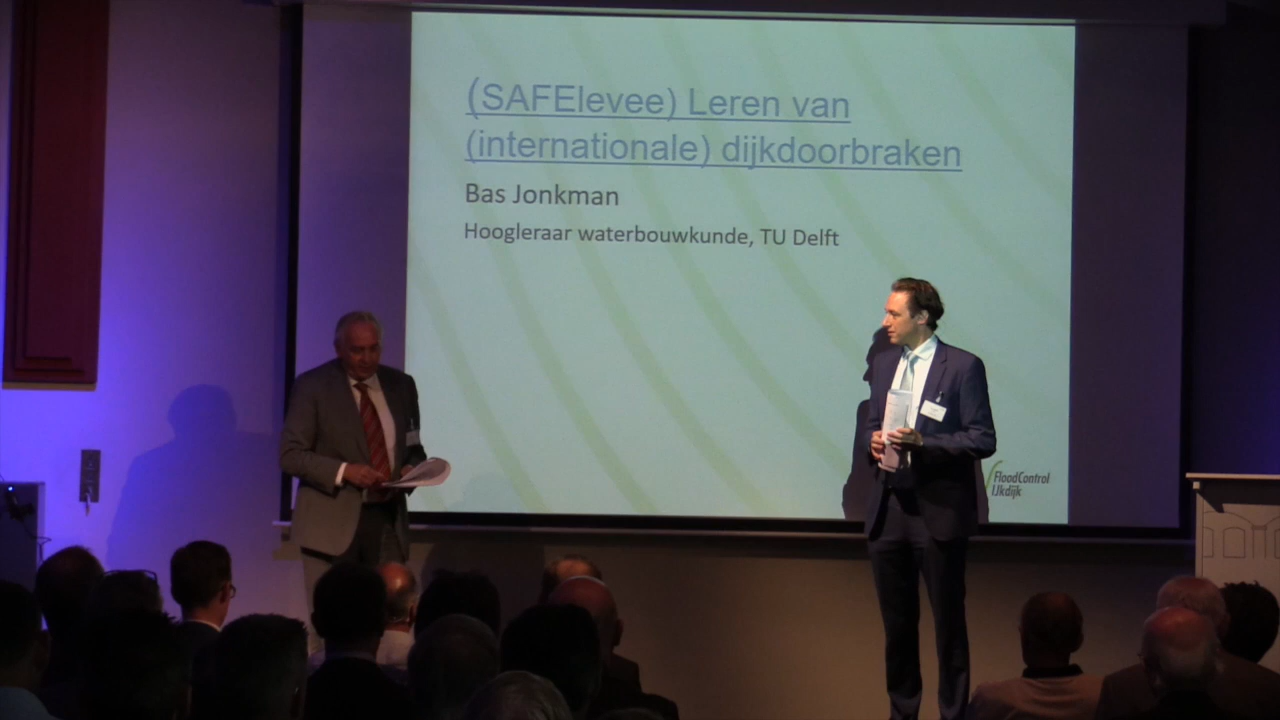 (SAFElevee) Leren van
(internationale) dijkdoorbraken
Bas Jonkman
Hoogleraar waterbouwkunde, TU Delft
FloodControl
IJkdijk